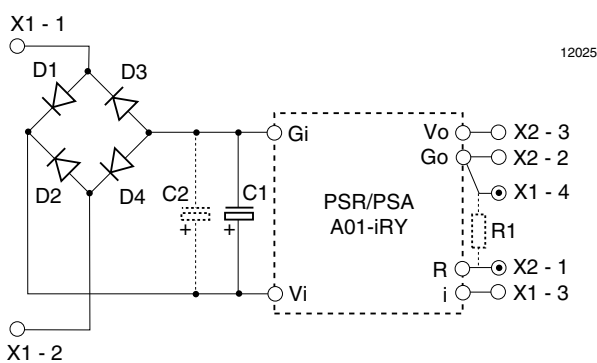 X1 - 1
12025
D1
D3
Gi
Vo
X2 - 3
Go
X2 - 2
D2
D4
C2
C1
PSR/PSA
A01-iRY
X1 - 4
+
+
R1
R
X2 - 1
Vi
i
X1 - 3
X1 - 2